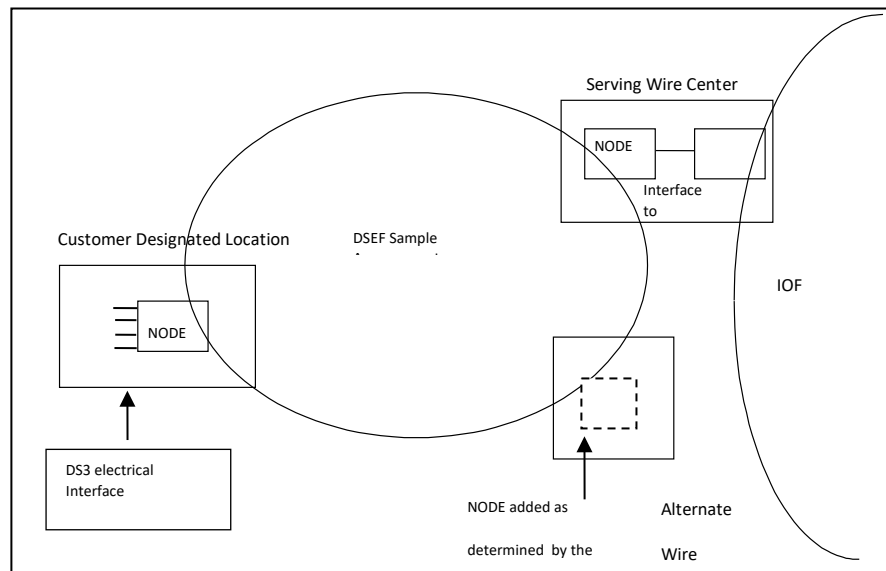 Serving Wire Center
NODE
Interface
to
Customer Designated Location
DSEF Sample
IOF
NODE
DS3 electrical
Interface
NODE added as
determined by the
Alternate
Wire